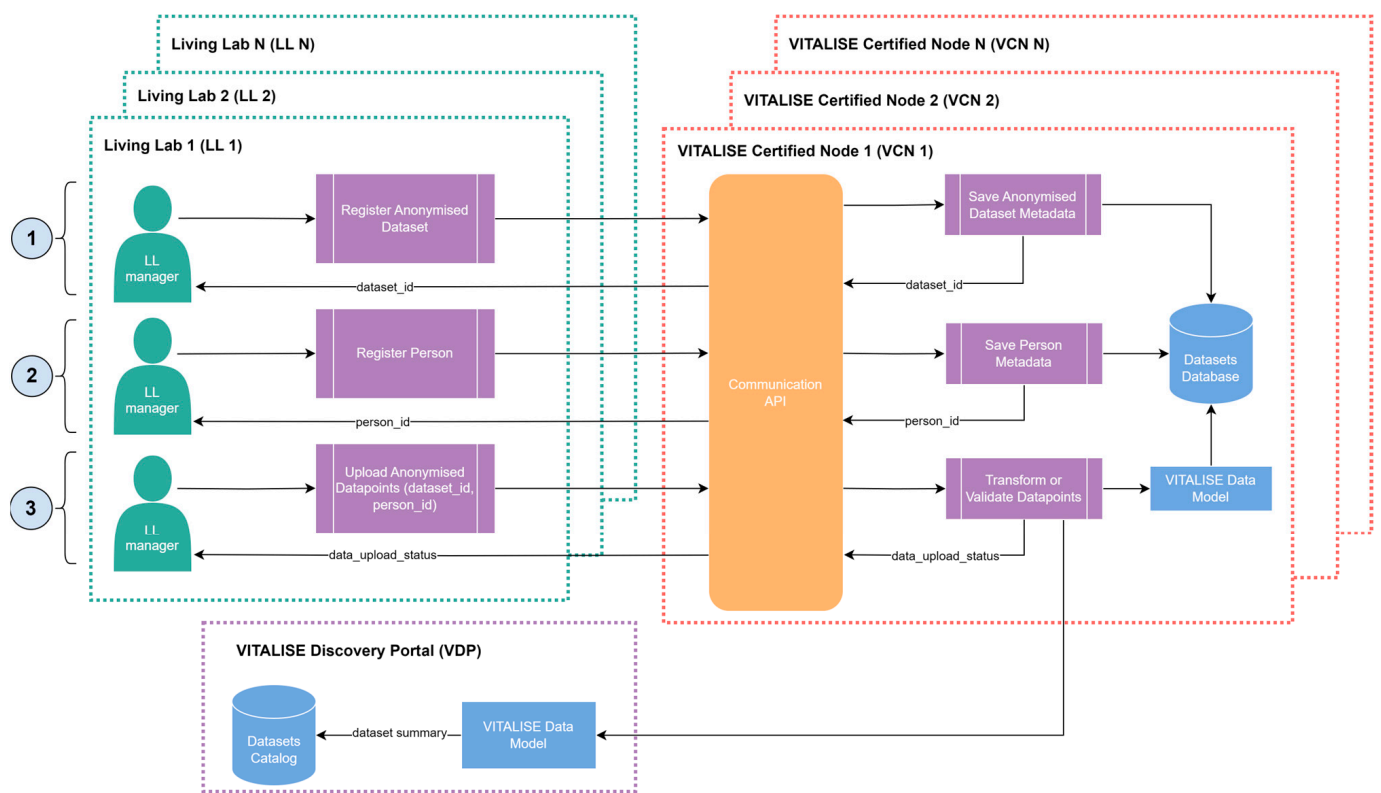 Living Lab N (LL N)
VITALISE Certified Node N (VCN N)
Living Lab 2 (LL 2)
VITALISE Certified Node 2 (VCN 2)
Living Lab 1 (LL 1)
VITALISE Certified Node 1 (VCN 1)
1
LL
manager
Register Anonymised
Dataset
Save Anonymised
Dataset Metadata
dataset_id
dataset_id
2
LL
manager
Register Person
Communication
API
Save Person
Metadata
Datasets
Database
person_id
person_id
3
LL
manager
Upload Anonymised
Datapoints (dataset_id,
person_id)
Transform or
Validate Datapoints
VITALISE Data
Model
data_upload_status
data_upload_status
VITALISE Discovery Portal (VDP)
Datasets
Catalog
dataset summary
VITALISE Data
Model